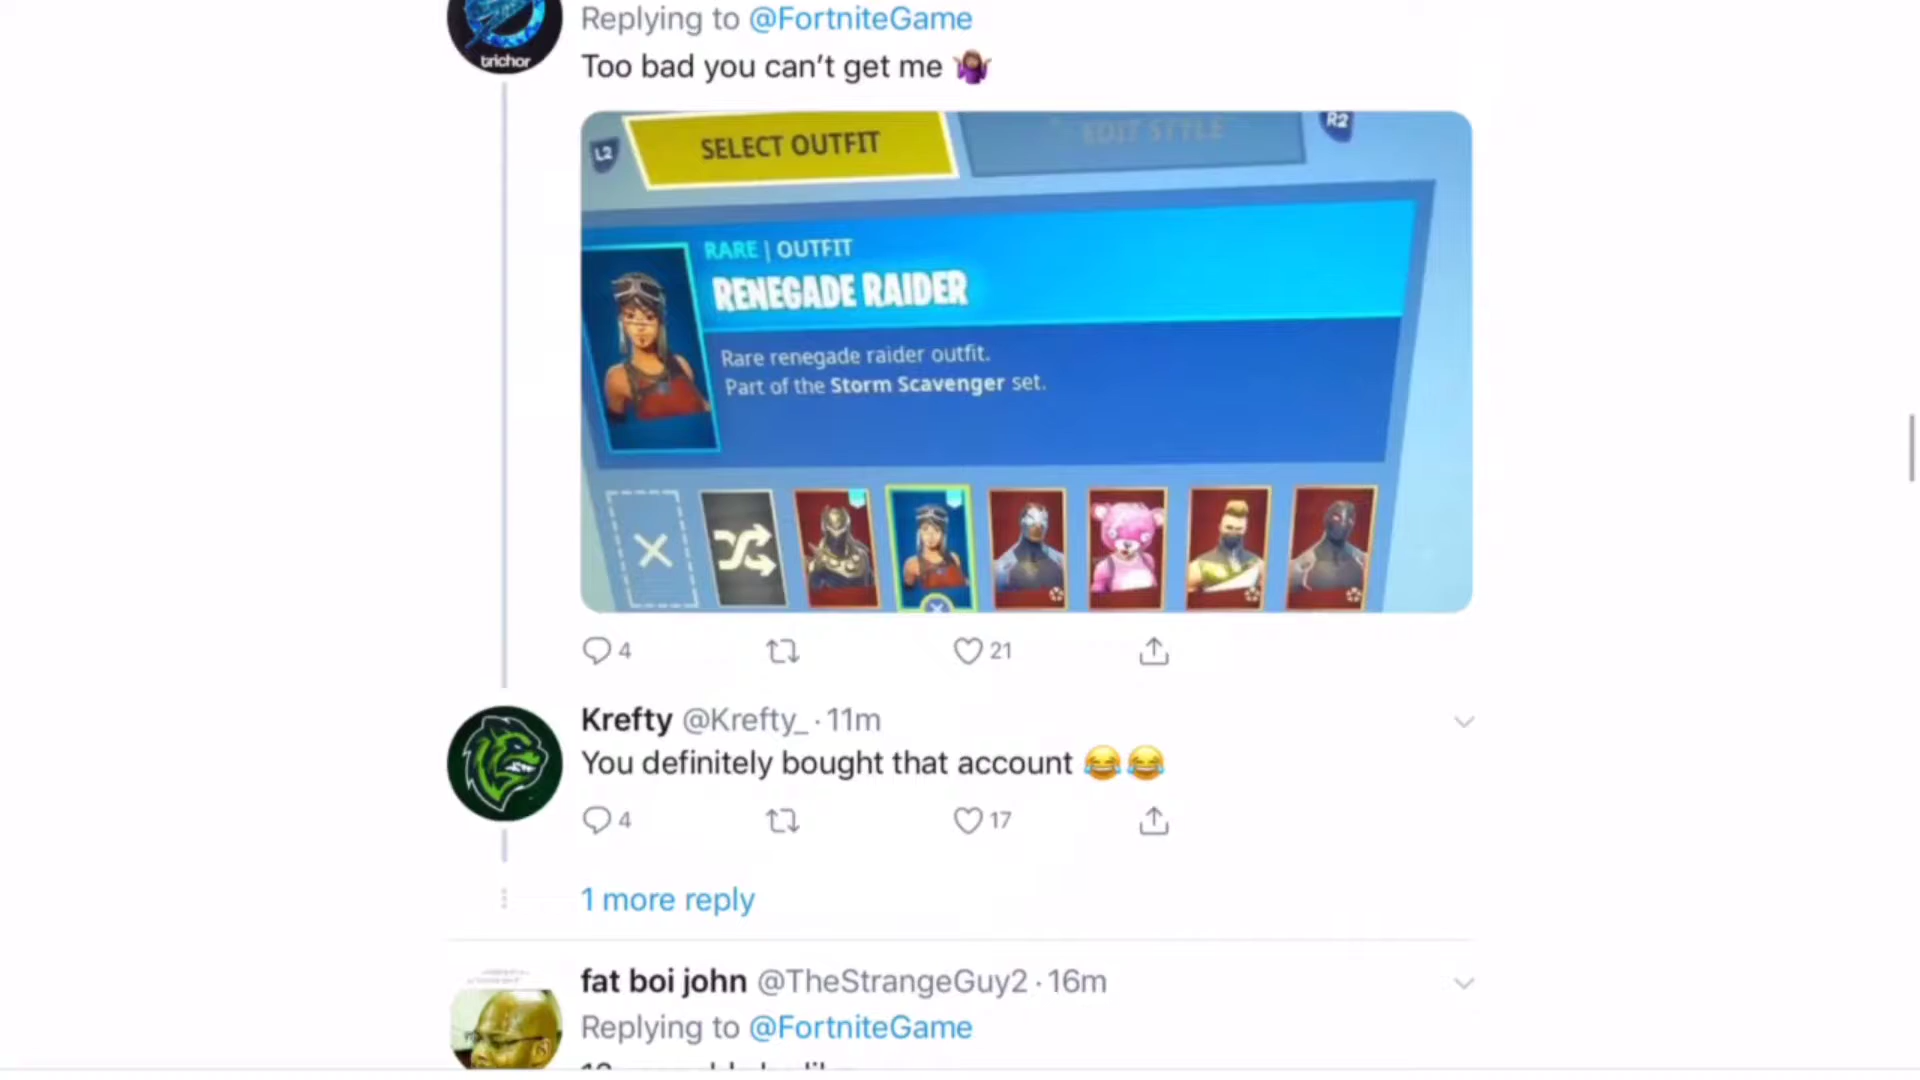 trichor
Replying to @FortniteGame
Too bad you can’t get me
L2
SELECT OUTFIT
EDIT STYLE
R2
RARE | OUTFIT
RENEGADE RAIDER
Rare renegade raider outfit.
Part of the Storm Scavenger set.
4
21
Krefty @Krefty_ · 11m
You definitely bought that account 😂😂
4
17
1 more reply
fat boi john @TheStrangeGuy2 · 16m
Replying to @FortniteGame